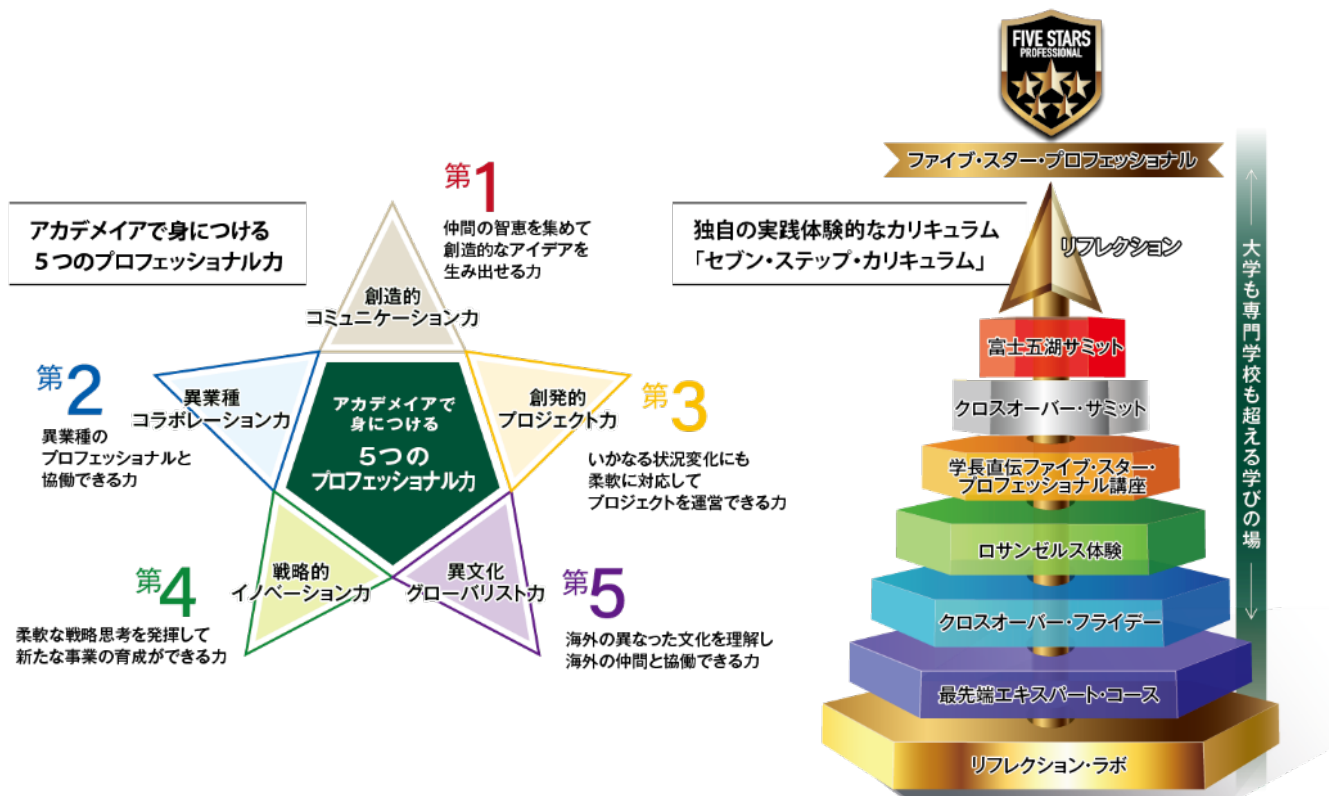 アカデメイアで身につける
5つのプロフェッショナル力
第1
仲間の智恵を集めて
創造的なアイデアを
生み出せる力
創造的
コミュニケーション力
第2
異業種の
プロフェッショナルと
協働できる力
異業種
コラボレーション力
アカデメイアで
身につける
5つの
プロフェッショナル力
創発的
プロジェクト力
第3
いかなる状況変化にも
柔軟に対応して
プロジェクトを運営できる力
第4
柔軟な戦略思考を発揮して
新たな事業の育成ができる力
戦略的
イノベーション力
異文化
グローバリスト力
第5
海外の異なった文化を理解し
海外の仲間と協働できる力
独自の実践体験的なカリキュラム
「セブン・ステップ・カリキュラム」
FIVE STARS
PROFESSIONAL
ファイブ・スター・プロフェッショナル
リフレクション
富士五湖サミット
クロスオーバー・サミット
学長直伝ファイブ・スター・
プロフェッショナル講座
ロサンゼルス体験
クロスオーバー・フライデー
最先端エキスパート・コース
リフレクション・ラボ
大学も専門学校も超える学びの場